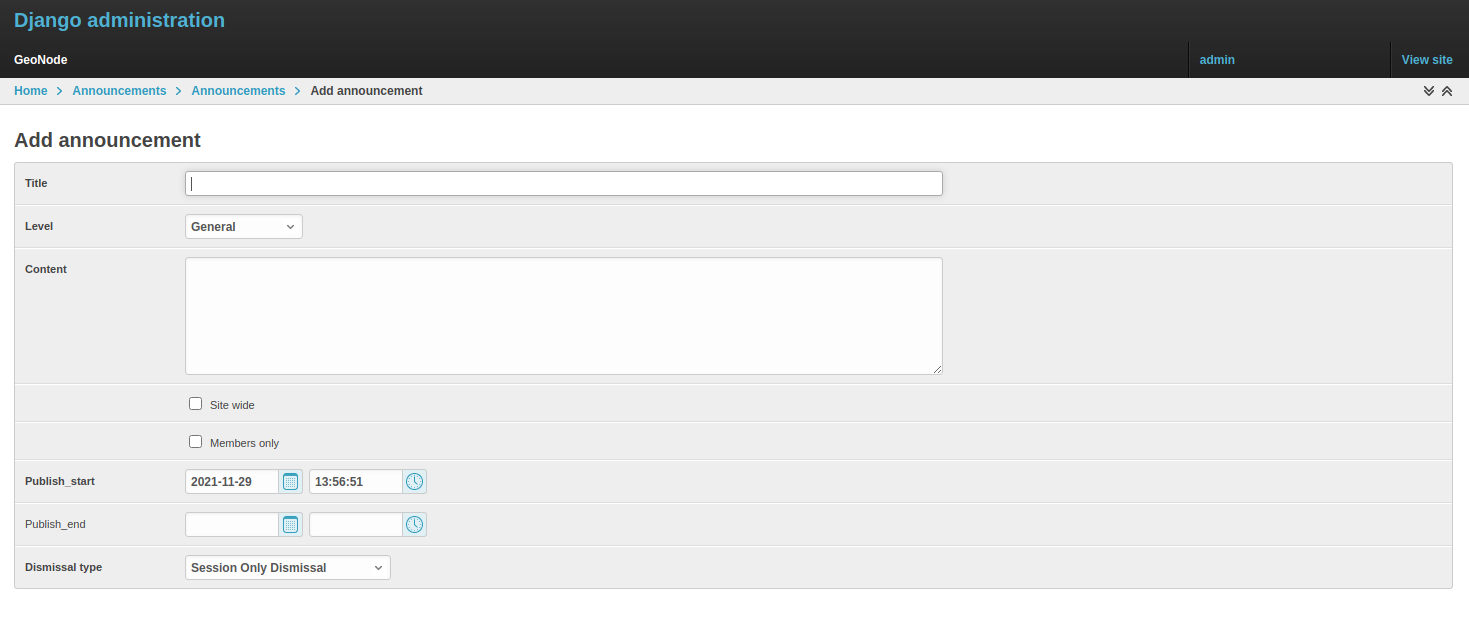 Django administration
GeoNode admin View site
Home Announcements Announcements Add announcement
Add announcement
Title
Level General
Content
Site wide
Members only
Publish_start 2021-11-29 13:56:51
Publish_end
Dismissal type Session Only Dismissal